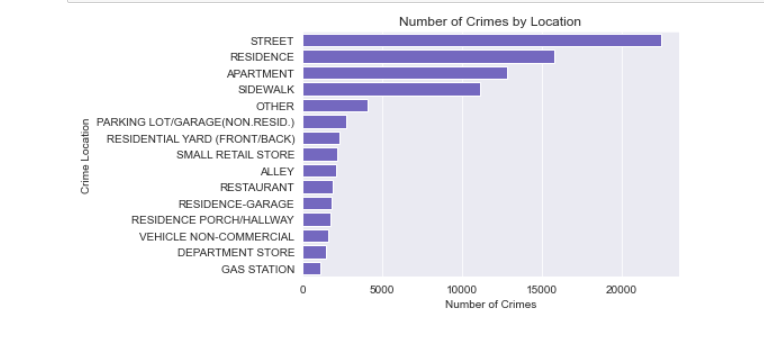 Number of Crimes by Location
STREET
RESIDENCE
APARTMENT
SIDEWALK
OTHER
PARKING LOT/GARAGE(NON.RESID.)
RESIDENTIAL YARD (FRONT/BACK)
SMALL RETAIL STORE
ALLEY
RESTAURANT
RESIDENCE-GARAGE
RESIDENCE PORCH/HALLWAY
VEHICLE NON-COMMERCIAL
DEPARTMENT STORE
GAS STATION
Crime Location
0 5000 10000 15000 20000
Number of Crimes